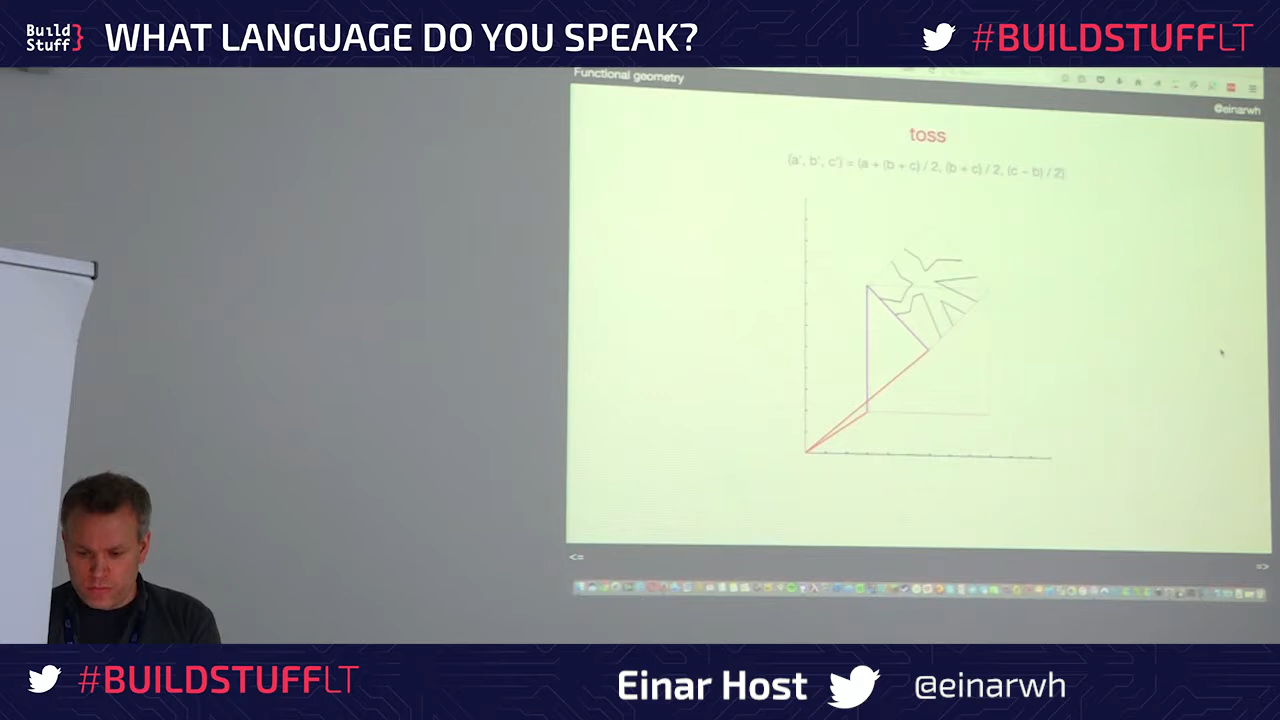 Build Stuff}
WHAT LANGUAGE DO YOU SPEAK?
#BUILDSTUFFLT
Functional geometry
@einarwh
toss
(a', b', c') = (a + (b + c) / 2, (b + c) / 2, (c − b) / 2)
<=
=>
#BUILDSTUFFLT
Einar Host
@einarwh